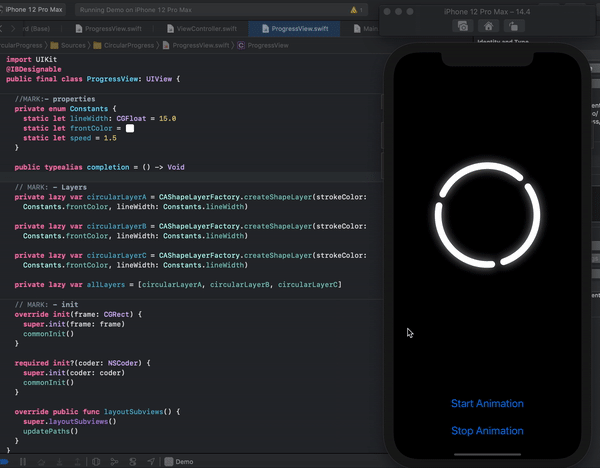 iPhone 12 Pro Max
Running Demo on iPhone 12 Pro Max
1
rd (Base)
ProgressView.swift
ViewController.swift
ProgressView.swift
Main
rcularProgress
Sources
CircularProgress
ProgressView.swift
ProgressView
import UIKit
@IBDesignable
public final class ProgressView: UIView {
//MARK:- properties
private enum Constants {
static let lineWidth: CGFloat = 15.0
static let frontColor =
static let speed = 1.5
}
public typealias completion = () -> Void
// MARK: - Layers
private lazy var circularLayerA = CAShapeLayerFactory.createShapeLayer(strokeColor:
Constants.frontColor, lineWidth: Constants.lineWidth)
private lazy var circularLayerB = CAShapeLayerFactory.createShapeLayer(strokeColor:
Constants.frontColor, lineWidth: Constants.lineWidth)
private lazy var circularLayerC = CAShapeLayerFactory.createShapeLayer(strokeColor:
Constants.frontColor, lineWidth: Constants.lineWidth)
private lazy var allLayers = [circularLayerA, circularLayerB, circularLayerC]
// MARK: - init
override init(frame: CGRect) {
super.init(frame: frame)
commonInit()
}
required init?(coder: NSCoder) {
super.init(coder: coder)
commonInit()
}
override public func layoutSubviews() {
super.layoutSubviews()
updatePaths()
}
}
Demo
iPhone 12 Pro Max – 14.4
Identity and Type
Start Animation
Stop Animation